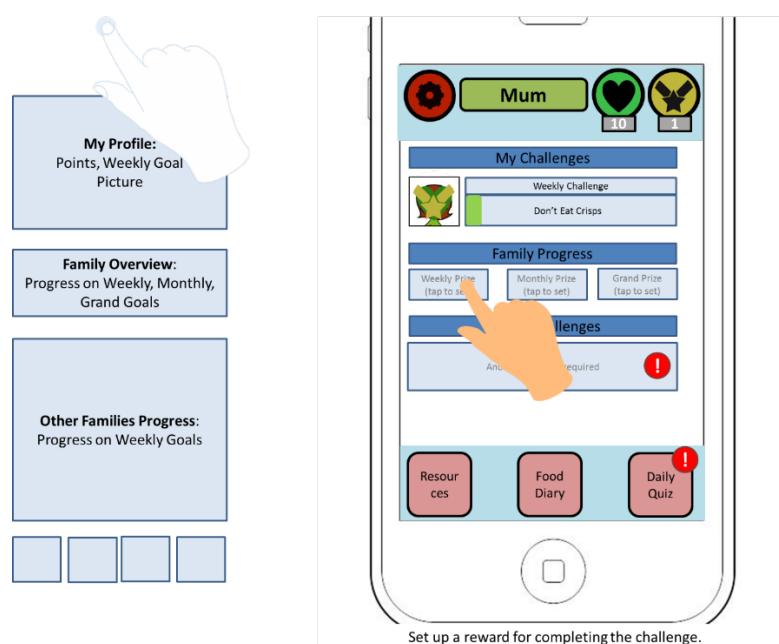 My Profile:
Points, Weekly Goal
Picture
Family Overview:
Progress on Weekly, Monthly,
Grand Goals
Other Families Progress:
Progress on Weekly Goals
Mum
10
1
My Challenges
Weekly Challenge
Don't Eat Crisps
Family Progress
Weekly Prize
(tap to set)
Monthly Prize
(tap to set)
Grand Prize
(tap to set)
llenges
An
equired
!
!
Resour
ces
Food
Diary
Daily
Quiz
Set up a reward for completing the challenge.